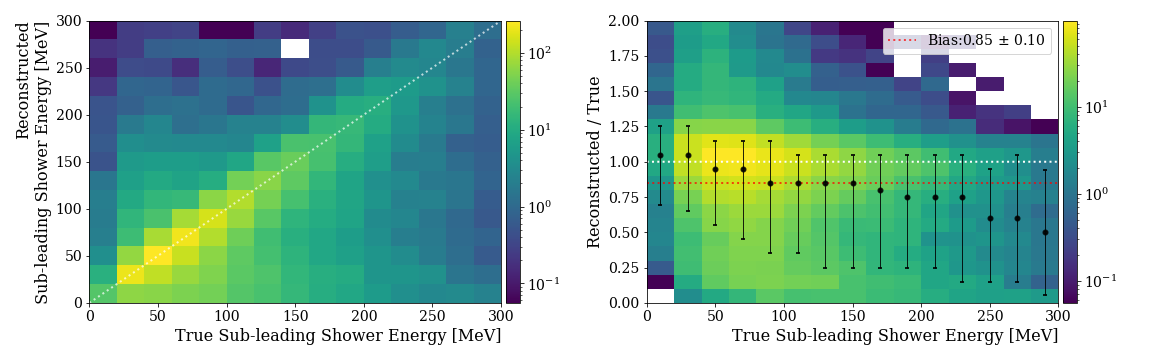 Reconstructed
Sub-leading Shower Energy [MeV]
300
250
200
150
100
50
0
0 50 100 150 200 250 300
True Sub-leading Shower Energy [MeV]
10²
10¹
10⁰
10⁻¹
Reconstructed / True
2.00
1.75
1.50
1.25
1.00
0.75
0.50
0.25
0.00
Bias:0.85 ± 0.10
0 50 100 150 200 250 300
True Sub-leading Shower Energy [MeV]
10¹
10⁰
10⁻¹